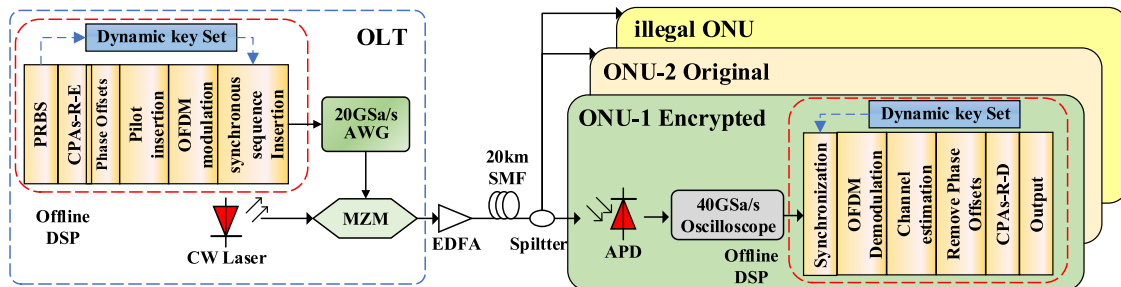 OLT
Dynamic key Set
PRBS
CPAs-R-E
Phase Offsets
Pilot
insertion
OFDM
modulation
synchronous
sequence
Insertion
20GSa/s
AWG
Offline
DSP
CW Laser
MZM
EDFA
20km
SMF
Spiltter
illegal ONU
ONU-2 Original
ONU-1 Encrypted
APD
40GSa/s
Oscilloscope
Offline
DSP
Dynamic key Set
Synchronization
OFDM
Demodulation
Channel
estimation
Remove Phase
Offsets
CPAs-R-D
Output